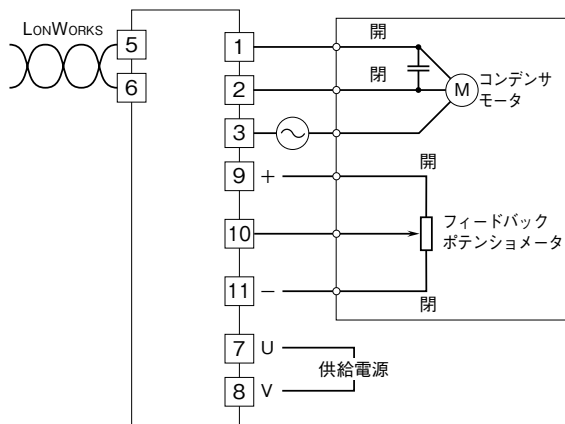 LONWORKS
5
6
1
2
3
9 +
10
11 −
7 U
8 V
開
閉
M
コンデンサ
モータ
開
フィードバック
ポテンショメータ
閉
供給電源